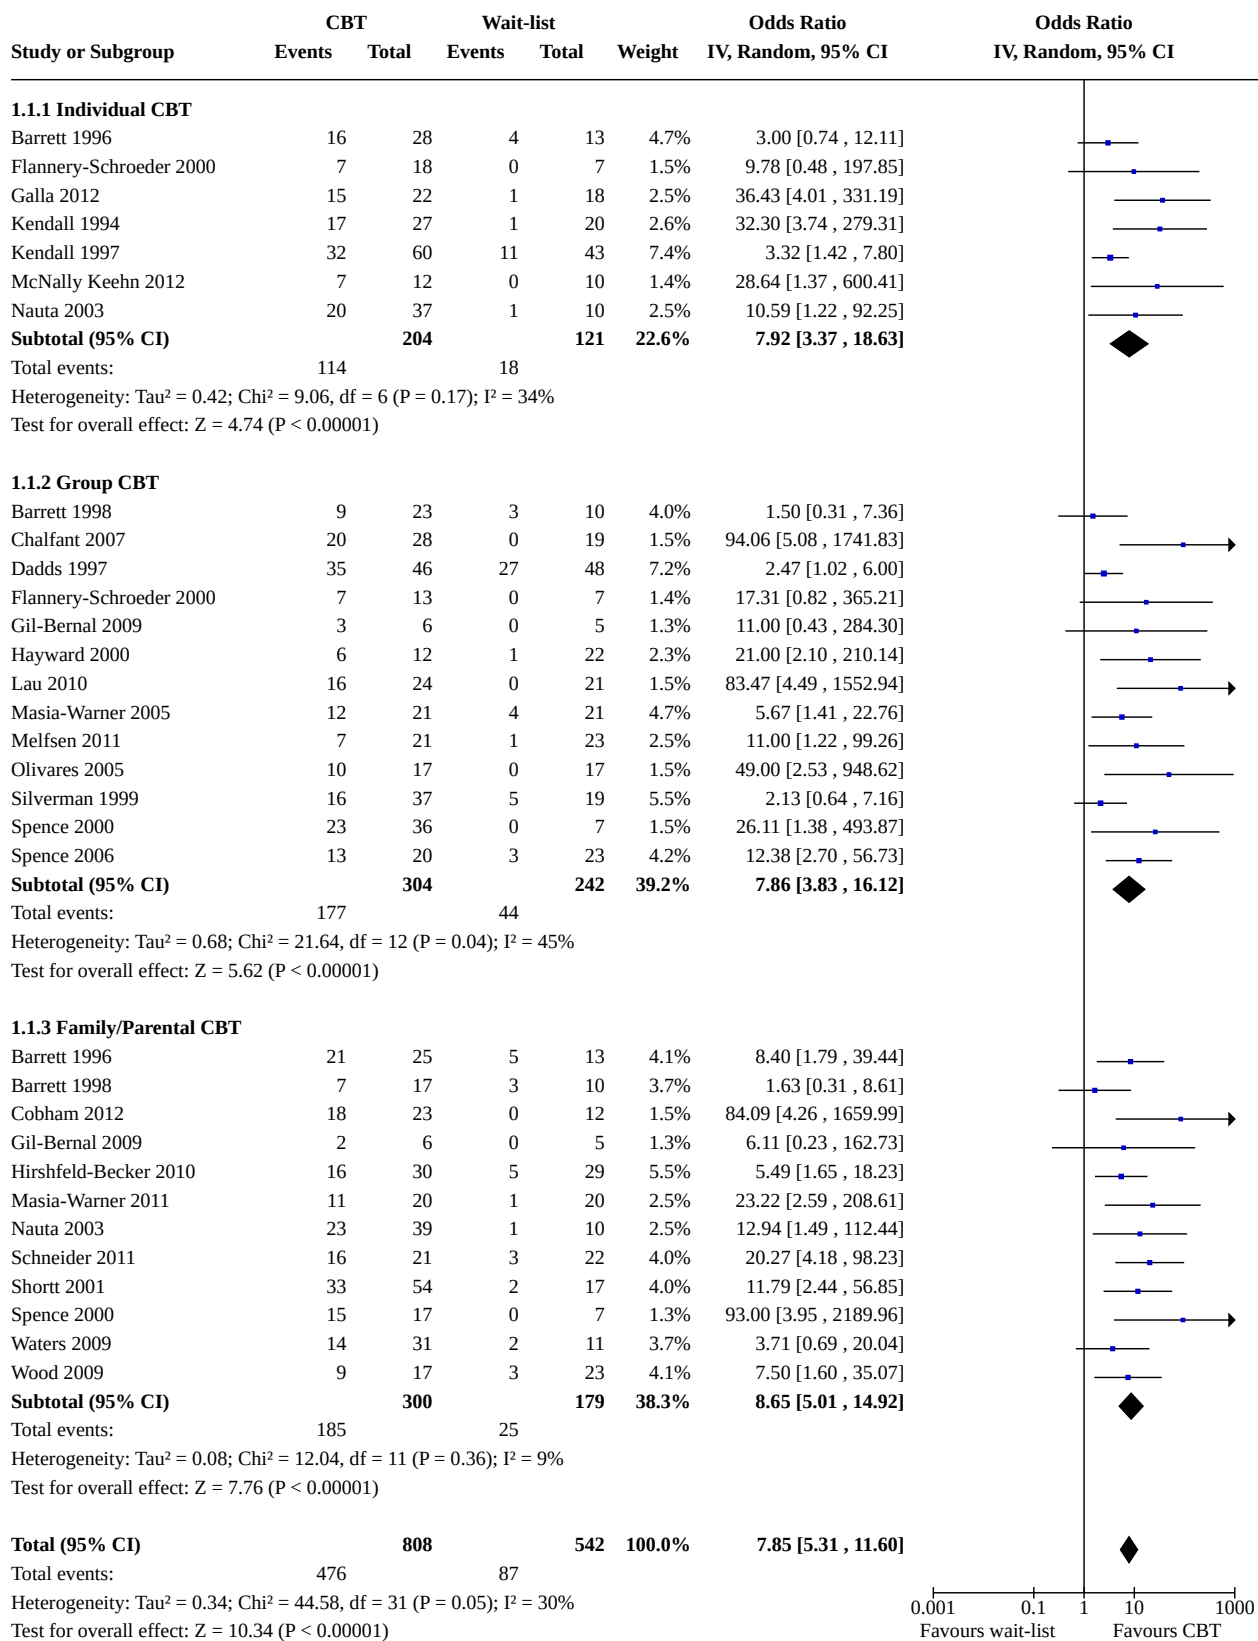 CBT Wait-list Odds Ratio Odds Ratio
Study or Subgroup Events Total Events Total Weight IV, Random, 95% CI IV, Random, 95% CI
1.1.1 Individual CBT
Barrett 1996 16 28 4 13 4.7% 3.00 [0.74 , 12.11]
Flannery-Schroeder 2000 7 18 0 7 1.5% 9.78 [0.48 , 197.85]
Galla 2012 15 22 1 18 2.5% 36.43 [4.01 , 331.19]
Kendall 1994 17 27 1 20 2.6% 32.30 [3.74 , 279.31]
Kendall 1997 32 60 11 43 7.4% 3.32 [1.42 , 7.80]
McNally Keehn 2012 7 12 0 10 1.4% 28.64 [1.37 , 600.41]
Nauta 2003 20 37 1 10 2.5% 10.59 [1.22 , 92.25]
Subtotal (95% CI) 204 121 22.6% 7.92 [3.37 , 18.63]
Total events: 114 18
Heterogeneity: Tau² = 0.42; Chi² = 9.06, df = 6 (P = 0.17); I² = 34%
Test for overall effect: Z = 4.74 (P < 0.00001)
1.1.2 Group CBT
Barrett 1998 9 23 3 10 4.0% 1.50 [0.31 , 7.36]
Chalfant 2007 20 28 0 19 1.5% 94.06 [5.08 , 1741.83]
Dadds 1997 35 46 27 48 7.2% 2.47 [1.02 , 6.00]
Flannery-Schroeder 2000 7 13 0 7 1.4% 17.31 [0.82 , 365.21]
Gil-Bernal 2009 3 6 0 5 1.3% 11.00 [0.43 , 284.30]
Hayward 2000 6 12 1 22 2.3% 21.00 [2.10 , 210.14]
Lau 2010 16 24 0 21 1.5% 83.47 [4.49 , 1552.94]
Masia-Warner 2005 12 21 4 21 4.7% 5.67 [1.41 , 22.76]
Melfsen 2011 7 21 1 23 2.5% 11.00 [1.22 , 99.26]
Olivares 2005 10 17 0 17 1.5% 49.00 [2.53 , 948.62]
Silverman 1999 16 37 5 19 5.5% 2.13 [0.64 , 7.16]
Spence 2000 23 36 0 7 1.5% 26.11 [1.38 , 493.87]
Spence 2006 13 20 3 23 4.2% 12.38 [2.70 , 56.73]
Subtotal (95% CI) 304 242 39.2% 7.86 [3.83 , 16.12]
Total events: 177 44
Heterogeneity: Tau² = 0.68; Chi² = 21.64, df = 12 (P = 0.04); I² = 45%
Test for overall effect: Z = 5.62 (P < 0.00001)
1.1.3 Family/Parental CBT
Barrett 1996 21 25 5 13 4.1% 8.40 [1.79 , 39.44]
Barrett 1998 7 17 3 10 3.7% 1.63 [0.31 , 8.61]
Cobham 2012 18 23 0 12 1.5% 84.09 [4.26 , 1659.99]
Gil-Bernal 2009 2 6 0 5 1.3% 6.11 [0.23 , 162.73]
Hirshfeld-Becker 2010 16 30 5 29 5.5% 5.49 [1.65 , 18.23]
Masia-Warner 2011 11 20 1 20 2.5% 23.22 [2.59 , 208.61]
Nauta 2003 23 39 1 10 2.5% 12.94 [1.49 , 112.44]
Schneider 2011 16 21 3 22 4.0% 20.27 [4.18 , 98.23]
Shortt 2001 33 54 2 17 4.0% 11.79 [2.44 , 56.85]
Spence 2000 15 17 0 7 1.3% 93.00 [3.95 , 2189.96]
Waters 2009 14 31 2 11 3.7% 3.71 [0.69 , 20.04]
Wood 2009 9 17 3 23 4.1% 7.50 [1.60 , 35.07]
Subtotal (95% CI) 300 179 38.3% 8.65 [5.01 , 14.92]
Total events: 185 25
Heterogeneity: Tau² = 0.08; Chi² = 12.04, df = 11 (P = 0.36); I² = 9%
Test for overall effect: Z = 7.76 (P < 0.00001)
Total (95% CI) 808 542 100.0% 7.85 [5.31 , 11.60]
Total events: 476 87
Heterogeneity: Tau² = 0.34; Chi² = 44.58, df = 31 (P = 0.05); I² = 30%
0.001 0.1 1 10 1000
Test for overall effect: Z = 10.34 (P < 0.00001) Favours wait-list Favours CBT